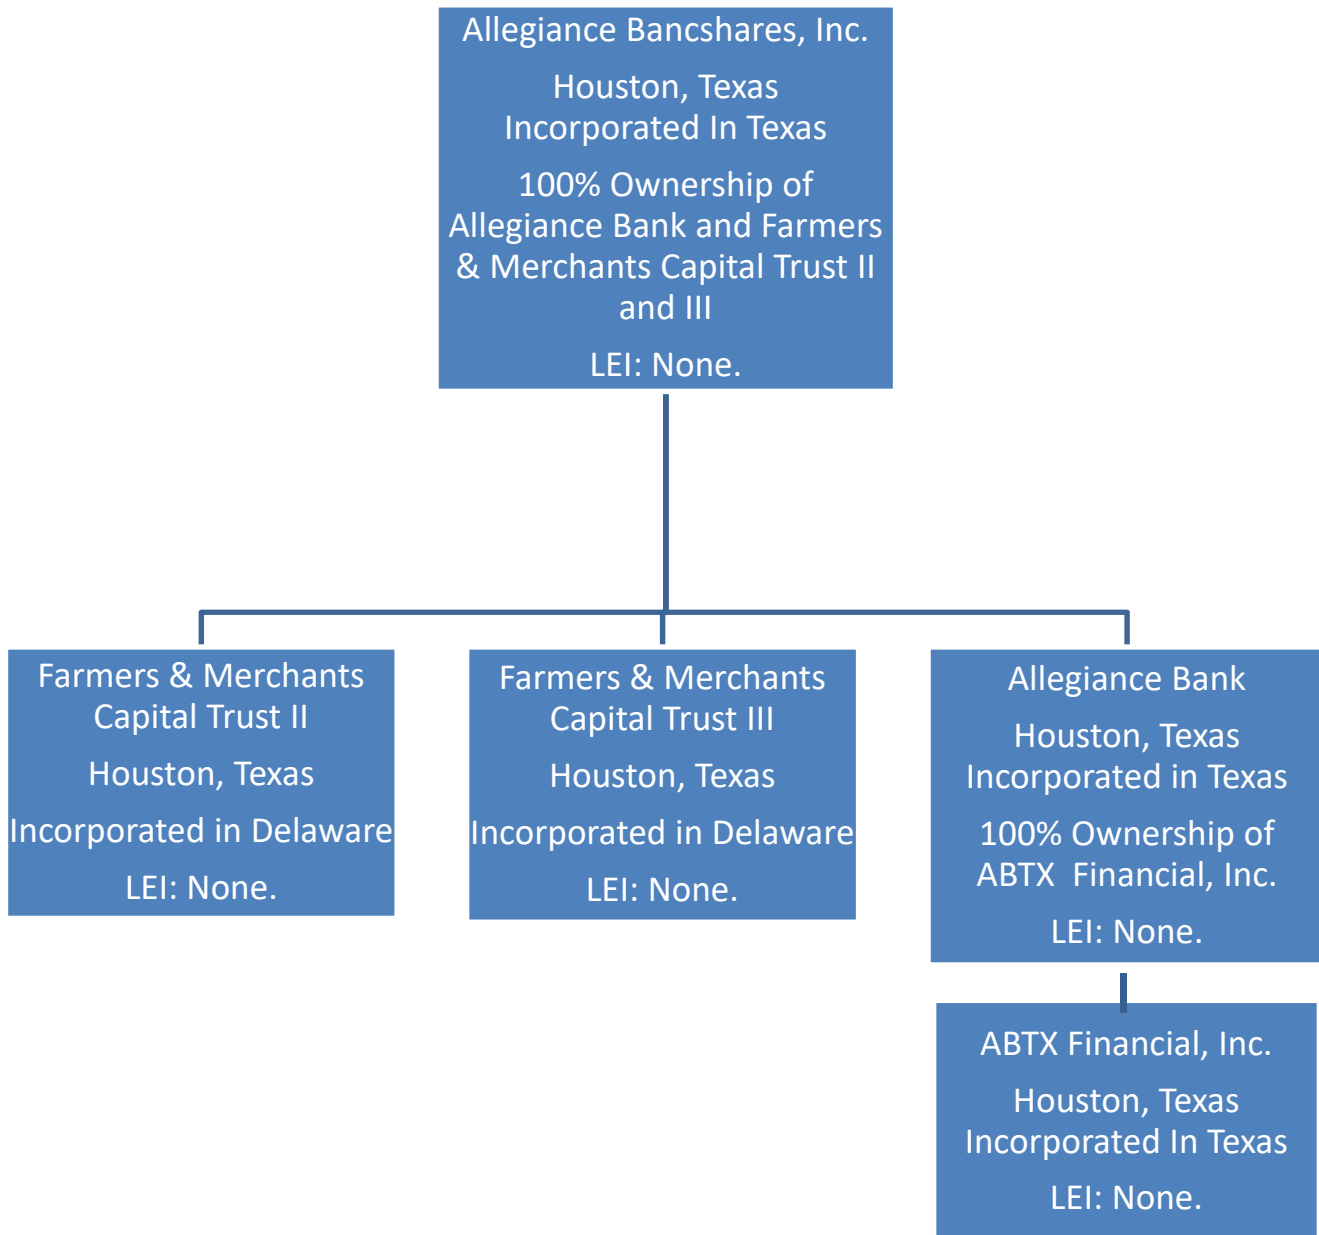 Allegiance Bancshares, Inc.
Houston, Texas
Incorporated In Texas
100% Ownership of
Allegiance Bank and Farmers
& Merchants Capital Trust II
and III
LEI: None.
Farmers & Merchants
Capital Trust II
Houston, Texas
Incorporated in Delaware
LEI: None.
Farmers & Merchants
Capital Trust III
Houston, Texas
Incorporated in Delaware
LEI: None.
Allegiance Bank
Houston, Texas
Incorporated in Texas
100% Ownership of
ABTX  Financial, Inc.
LEI: None.
ABTX Financial, Inc.
Houston, Texas
Incorporated In Texas
LEI: None.